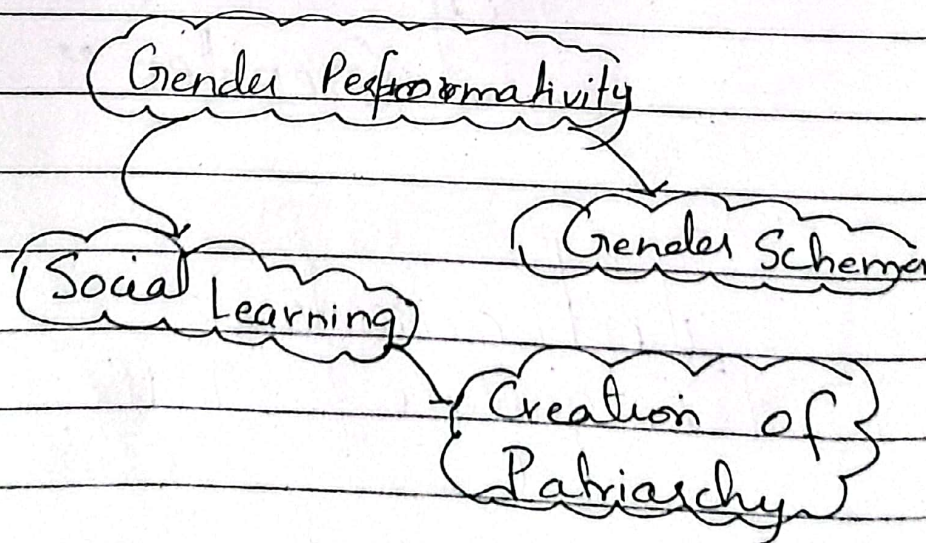 Gender Performativity
Gender Schema
Social Learning
Creation of
Patriarchy